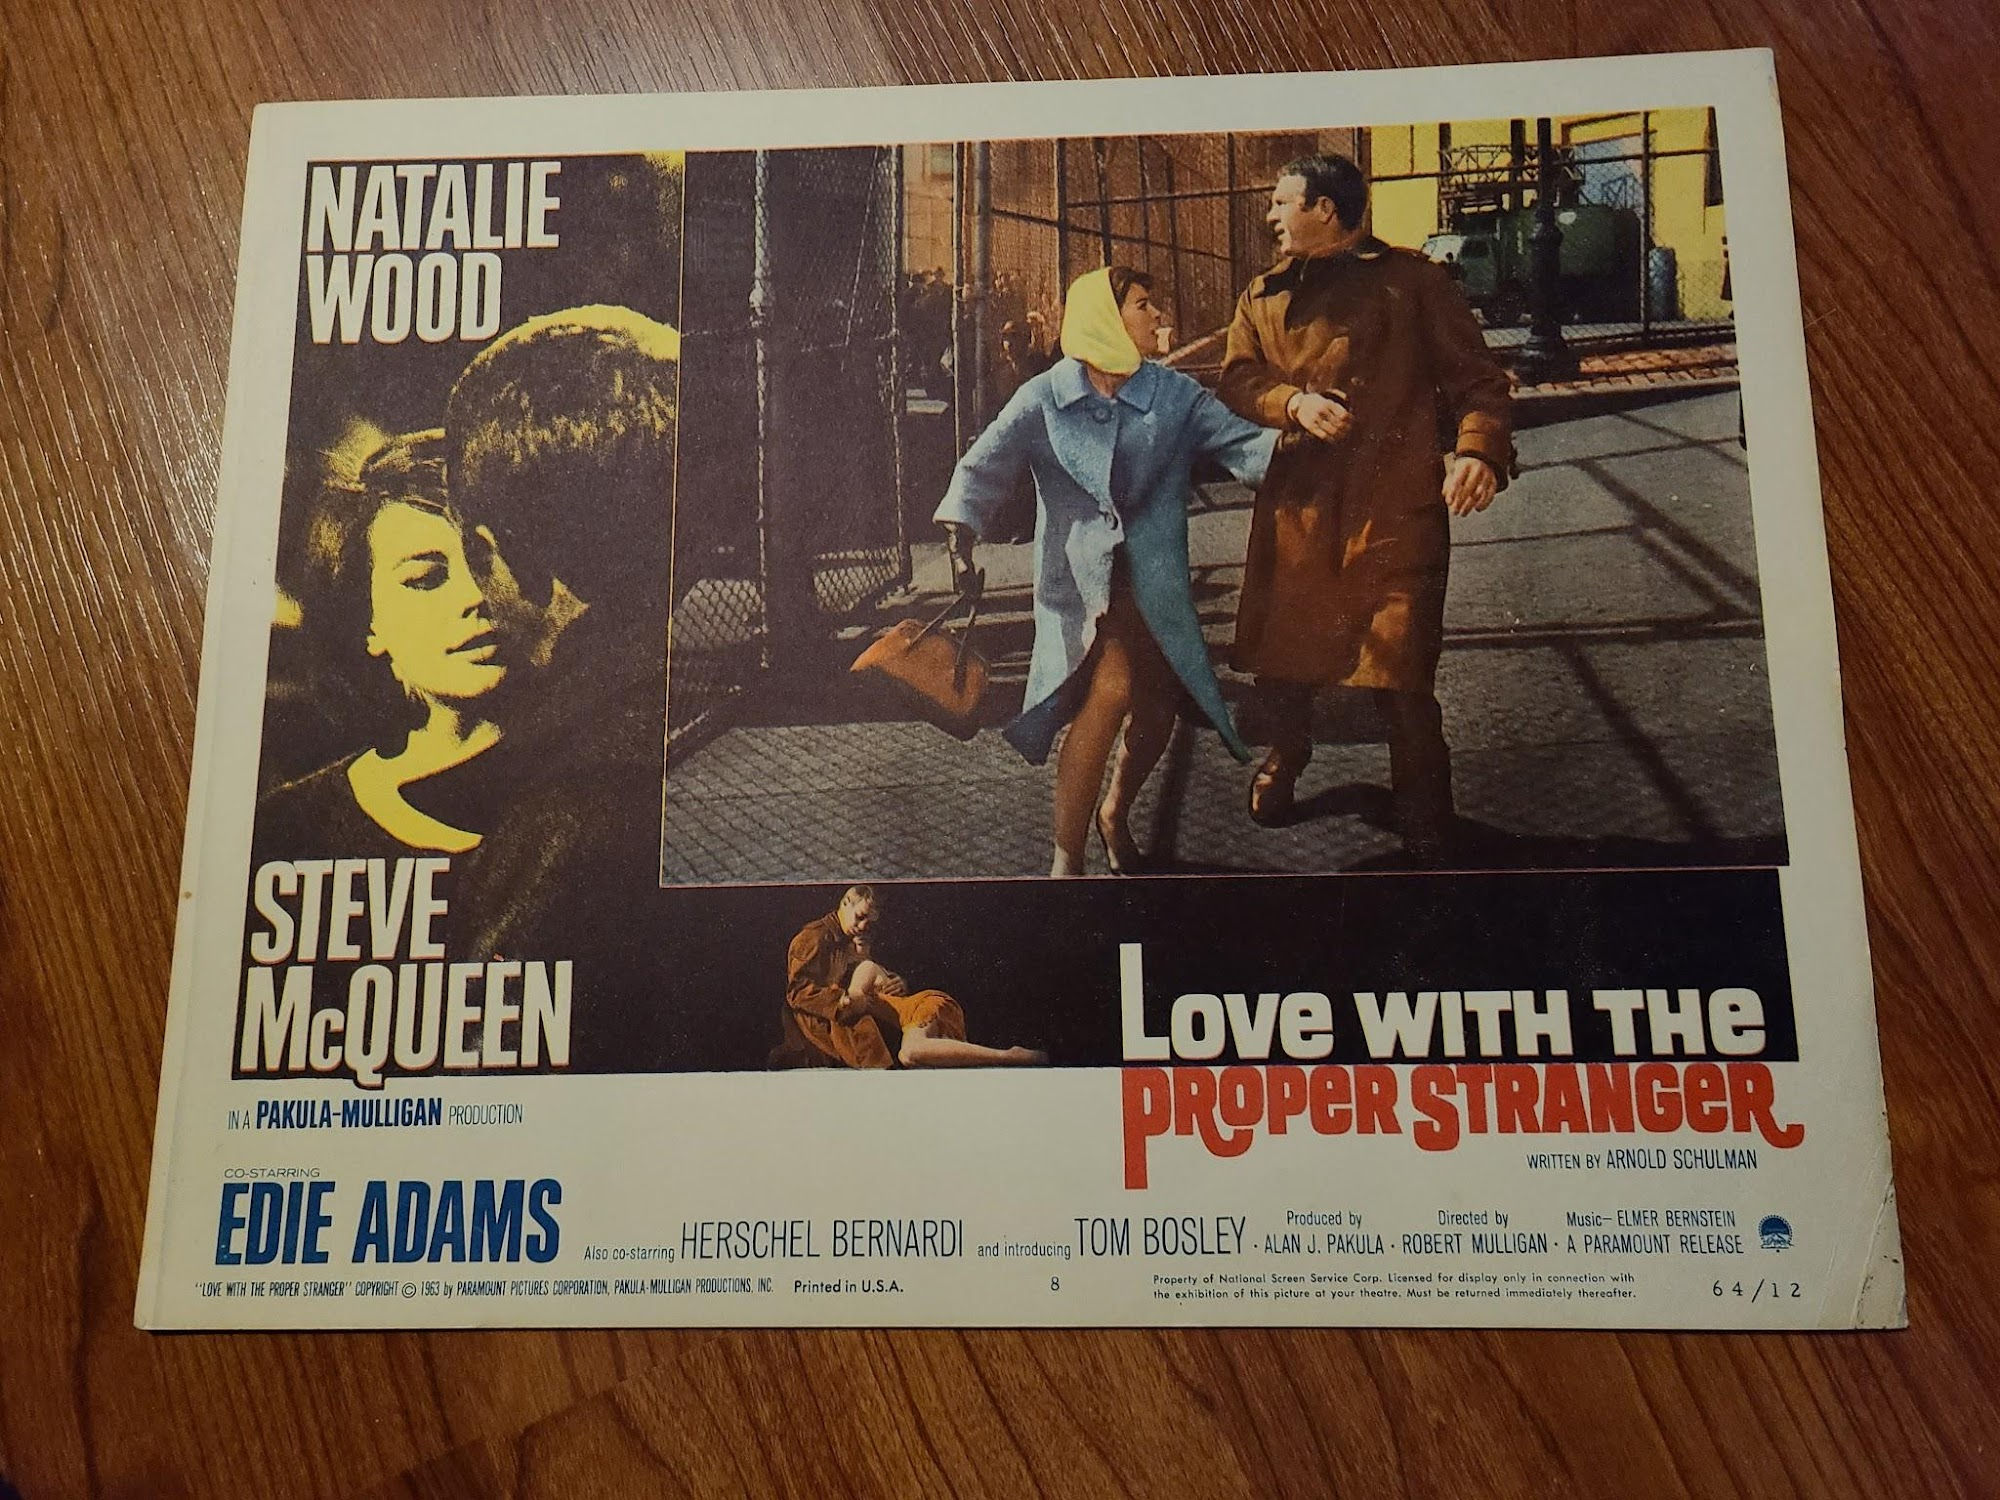 NATALIE
WOOD
STEVE
McQUEEN
LOVE WITH THE
PROPER STRANGER
IN A PAKULA-MULLIGAN PRODUCTION
WRITTEN BY ARNOLD SCHULMAN
CO-STARRING
EDIE ADAMS
Also co-starring HERSCHEL BERNARDI and introducing TOM BOSLEY · Produced by ALAN J. PAKULA · Directed by ROBERT MULLIGAN · Music— ELMER BERNSTEIN
A PARAMOUNT RELEASE
"LOVE WITH THE PROPER STRANGER" COPYRIGHT © 1963 by PARAMOUNT PICTURES CORPORATION, PAKULA-MULLIGAN PRODUCTIONS, INC. Printed in U.S.A.
8
Property of National Screen Service Corp. Licensed for display only in connection with
the exhibition of this picture at your theatre. Must be returned immediately thereafter.
64/12